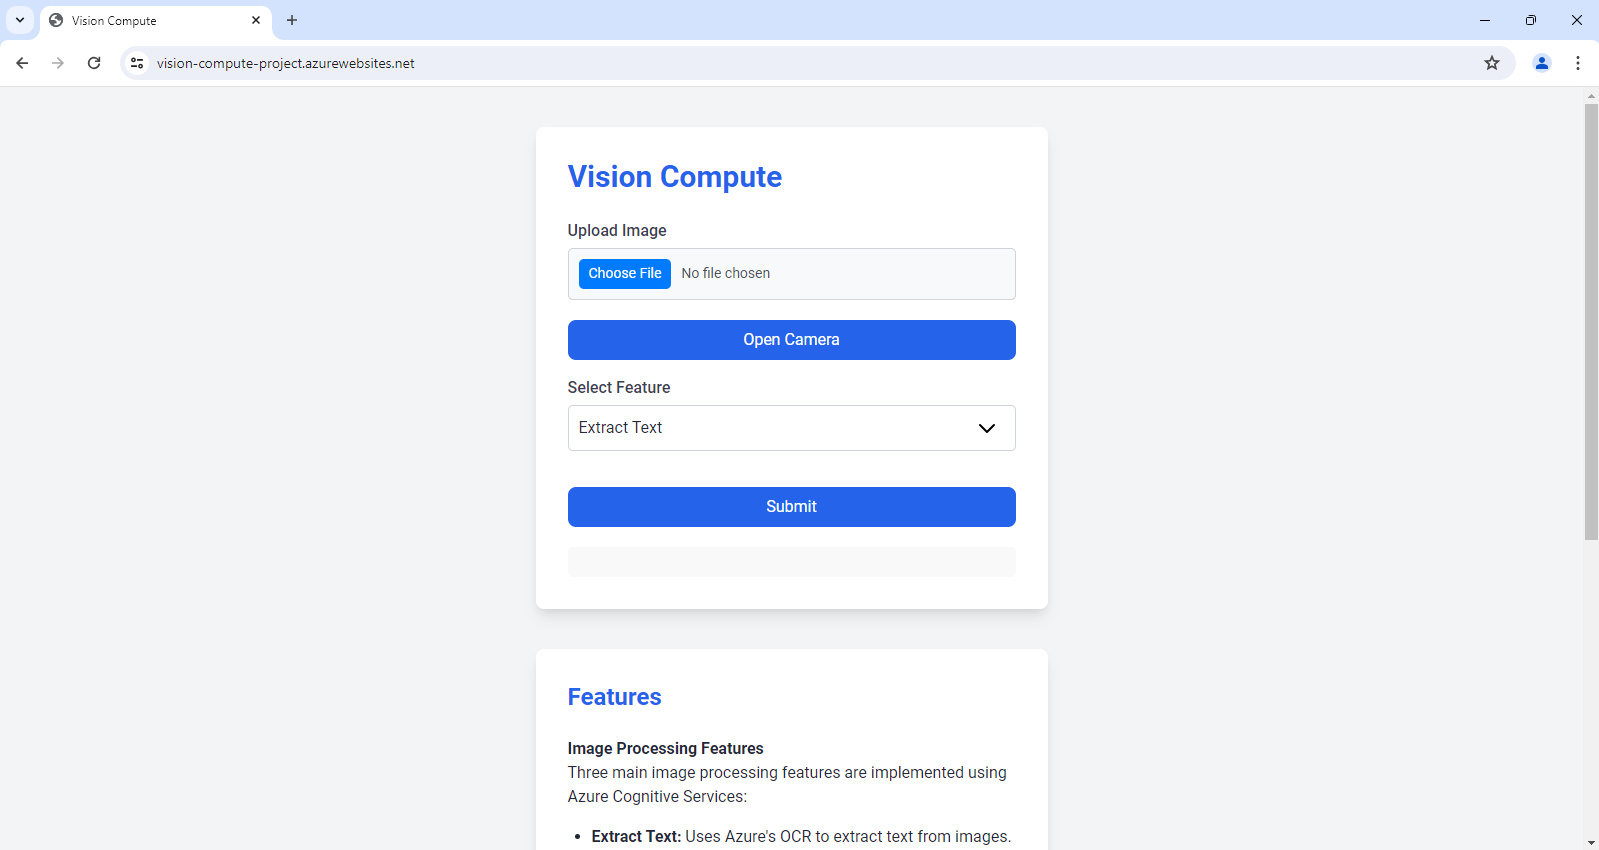 Vision Compute
vision-compute-project.azurewebsites.net
Vision Compute
Upload Image
Choose File No file chosen
Open Camera
Select Feature
Extract Text
Submit
Features
Image Processing Features
Three main image processing features are implemented using
Azure Cognitive Services:
• Extract Text: Uses Azure's OCR to extract text from images.